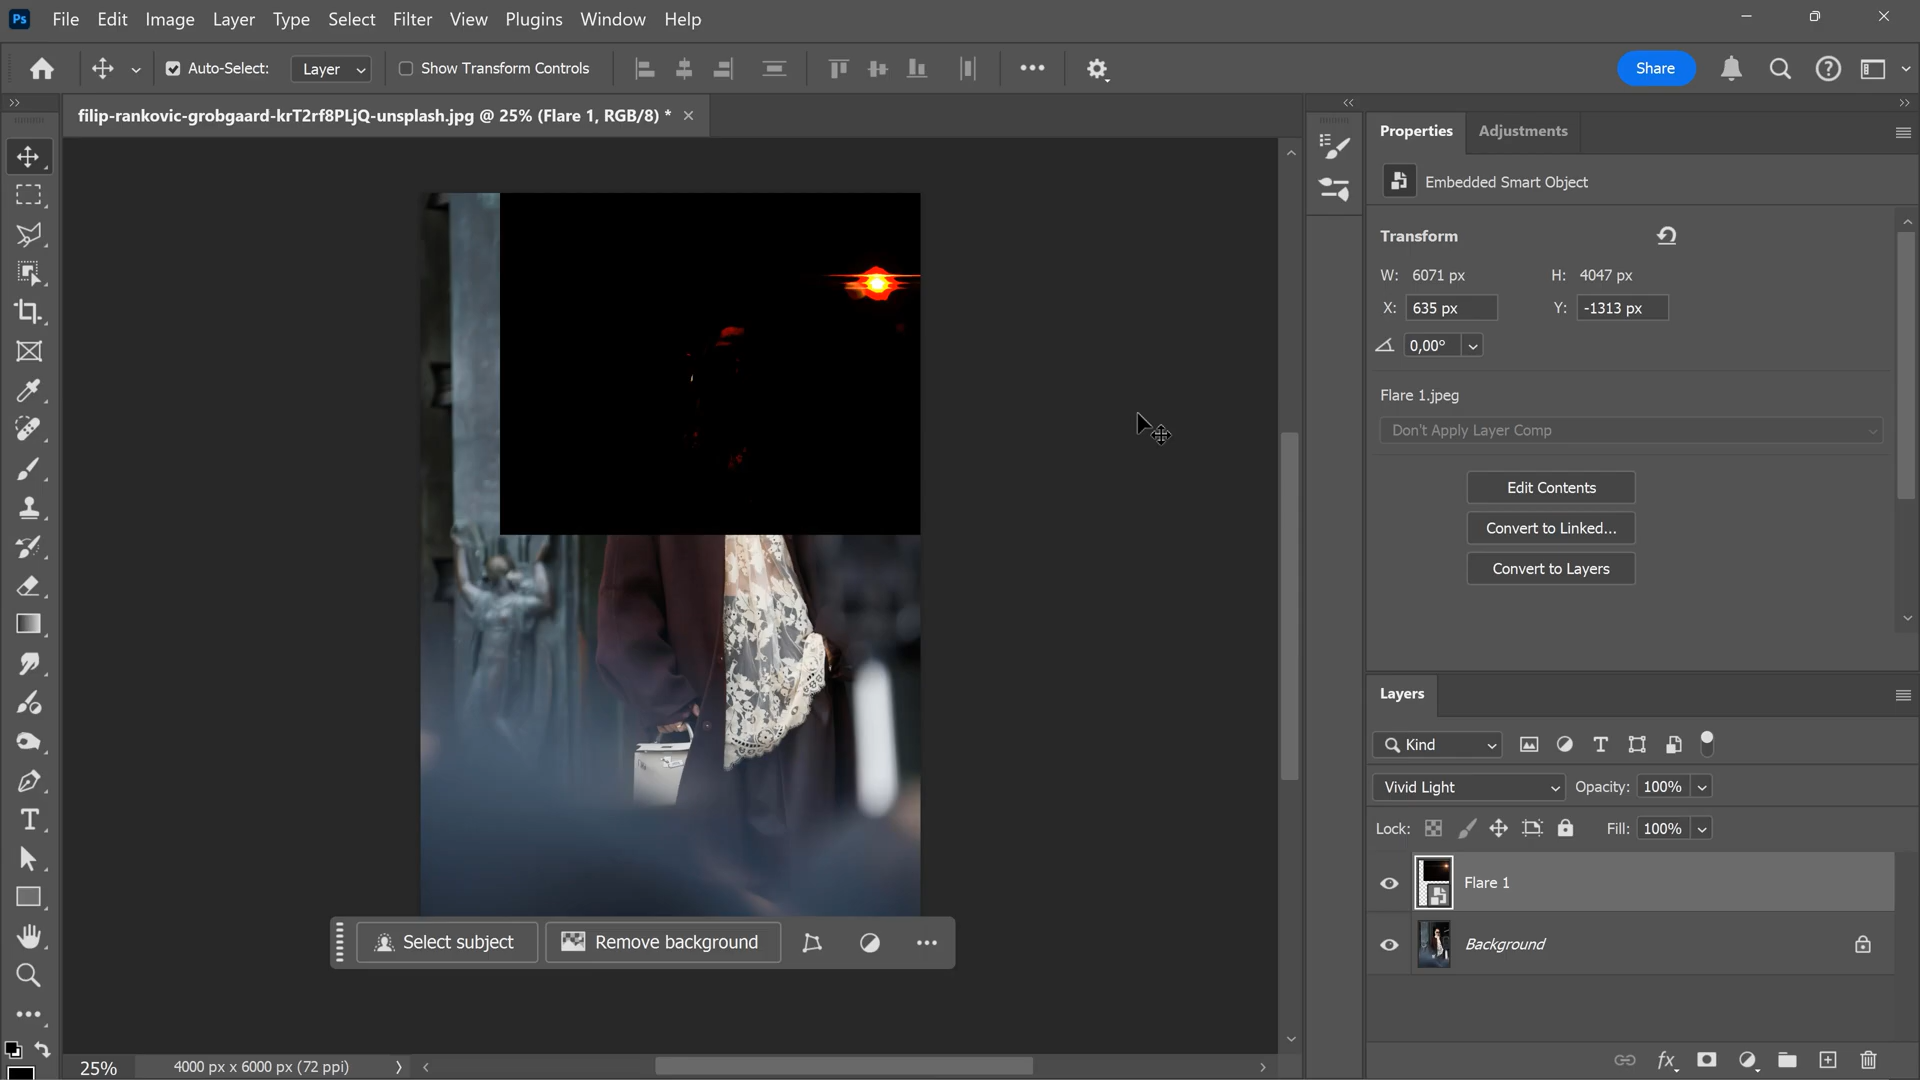 Ps File Edit Image Layer Type Select Filter View Plugins Window Help
Auto-Select: Layer Show Transform Controls Share
filip-rankovic-grobgaard-krT2rf8PLjQ-unsplash.jpg @ 25% (Flare 1, RGB/8) *
Properties Adjustments
Embedded Smart Object
Transform
W: 6071 px H: 4047 px
X: 635 px Y: -1313 px
0,00°
Flare 1.jpeg
Don't Apply Layer Comp
Edit Contents
Convert to Linked...
Convert to Layers
Layers
Kind
Vivid Light Opacity: 100%
Lock: Fill: 100%
Flare 1
Background
Select subject Remove background
25% 4000 px x 6000 px (72 ppi)
fx